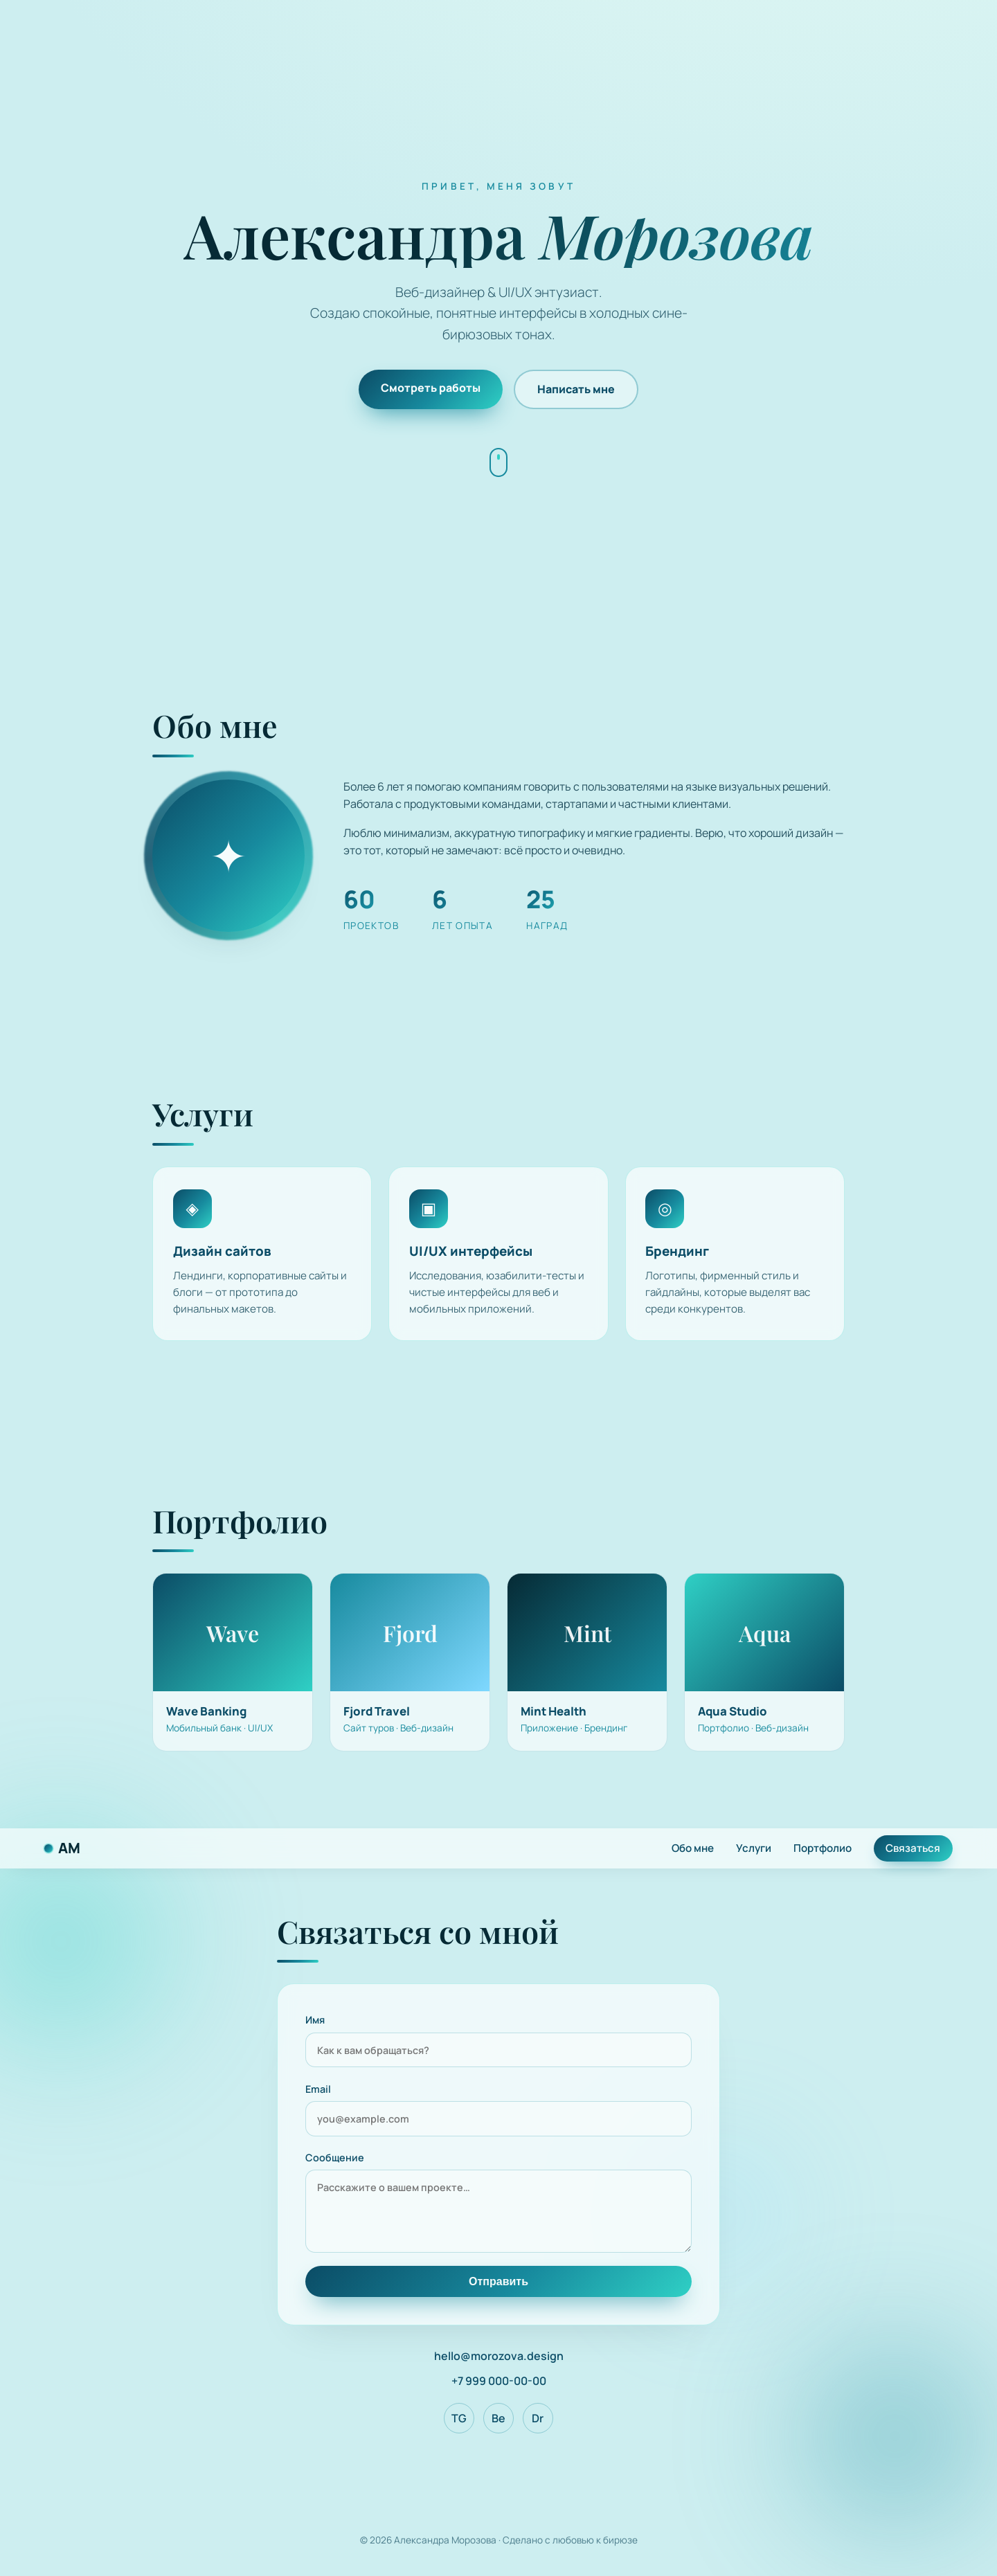 ПРИВЕТ, МЕНЯ ЗОВУТ
Александра Морозова
Веб-дизайнер & UI/UX энтузиаст.
Создаю спокойные, понятные интерфейсы в холодных сине-
бирюзовых тонах.
Смотреть работы
Написать мне
Обо мне
Более 6 лет я помогаю компаниям говорить с пользователями на языке визуальных решений.
Работала с продуктовыми командами, стартапами и частными клиентами.
Люблю минимализм, аккуратную типографику и мягкие градиенты. Верю, что хороший дизайн —
это тот, который не замечают: всё просто и очевидно.
60
ПРОЕКТОВ
6
ЛЕТ ОПЫТА
25
НАГРАД
Услуги
Дизайн сайтов
Лендинги, корпоративные сайты и
блоги — от прототипа до
финальных макетов.
UI/UX интерфейсы
Исследования, юзабилити-тесты и
чистые интерфейсы для веб и
мобильных приложений.
Брендинг
Логотипы, фирменный стиль и
гайдлайны, которые выделят вас
среди конкурентов.
Портфолио
Wave
Wave Banking
Мобильный банк · UI/UX
Fjord
Fjord Travel
Сайт туров · Веб-дизайн
Mint
Mint Health
Приложение · Брендинг
Aqua
Aqua Studio
Портфолио · Веб-дизайн
АМ
Обо мне
Услуги
Портфолио
Связаться
Связаться со мной
Имя
Как к вам обращаться?
Email
you@example.com
Сообщение
Расскажите о вашем проекте…
Отправить
hello@morozova.design
+7 999 000-00-00
TG
Be
Dr
© 2026 Александра Морозова · Сделано с любовью к бирюзе